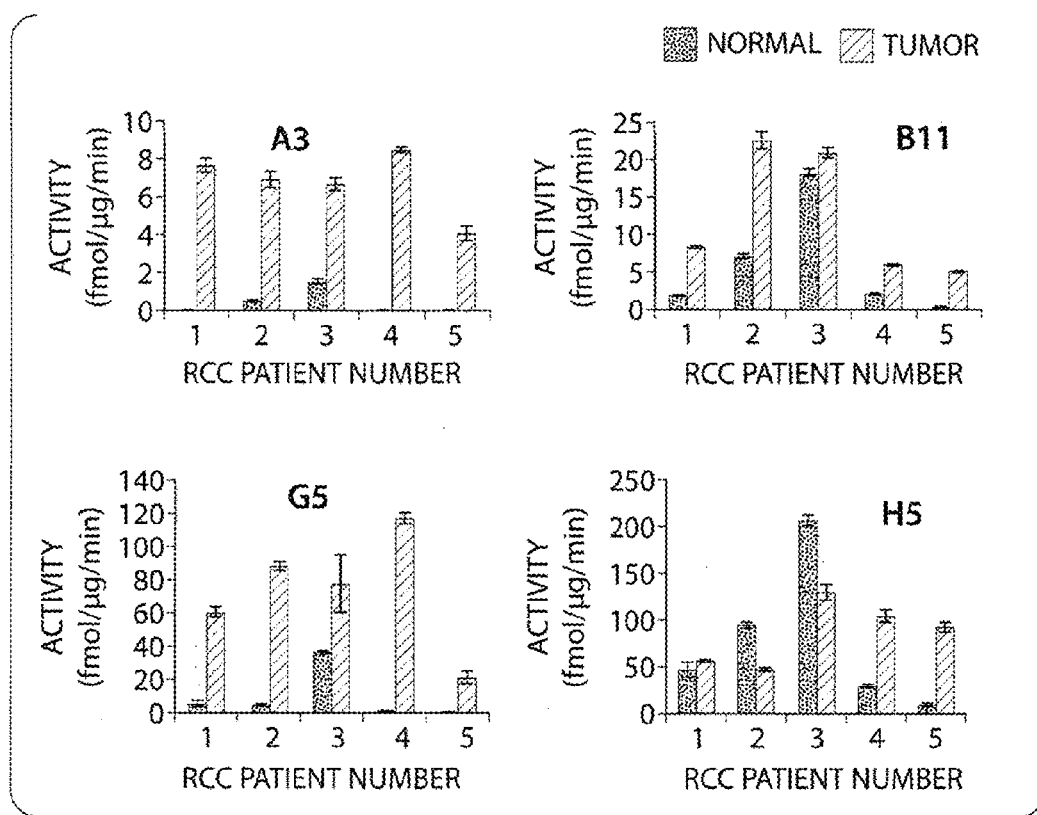 NORMAL TUMOR
A3
ACTIVITY
(fmol/µg/min)
10
8
6
4
2
0
1 2 3 4 5
RCC PATIENT NUMBER
B11
ACTIVITY
(fmol/µg/min)
25
20
15
10
5
0
1 2 3 4 5
RCC PATIENT NUMBER
G5
ACTIVITY
(fmol/µg/min)
140
120
100
80
60
40
20
0
1 2 3 4 5
RCC PATIENT NUMBER
H5
ACTIVITY
(fmol/µg/min)
250
200
150
100
50
0
1 2 3 4 5
RCC PATIENT NUMBER